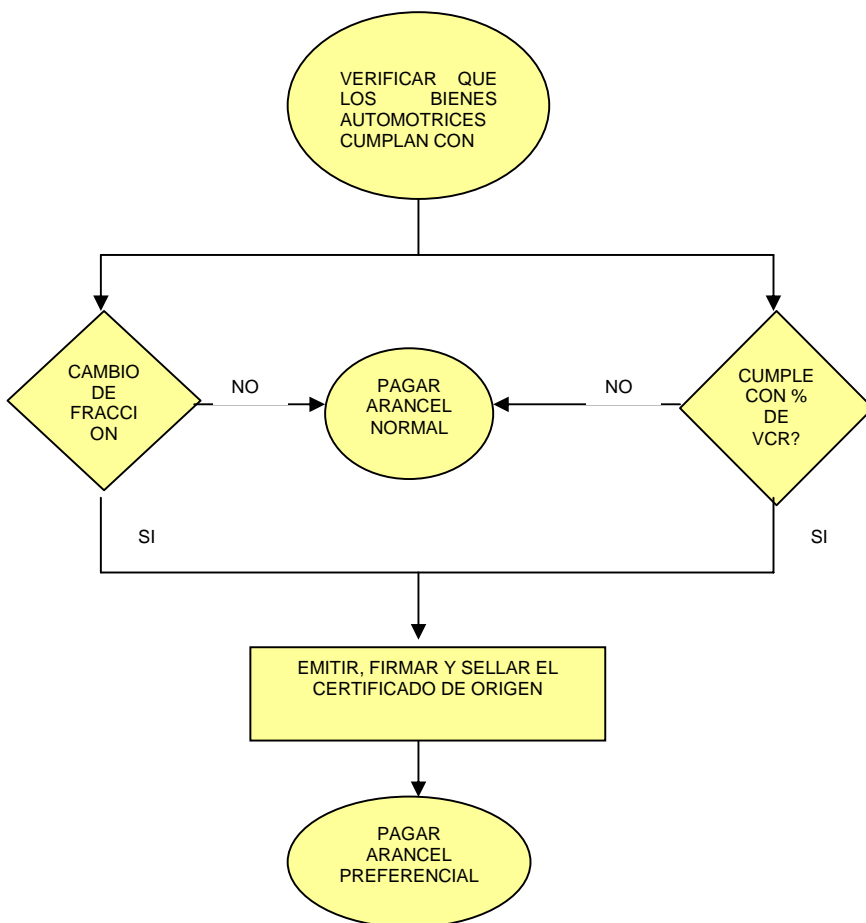 VERIFICAR QUE
LOS BIENES
AUTOMOTRICES
CUMPLAN CON
CAMBIO
DE
FRACCI
ON
NO
PAGAR
ARANCEL
NORMAL
NO
CUMPLE
CON %
DE
VCR?
SI
SI
EMITIR, FIRMAR Y SELLAR EL
CERTIFICADO DE ORIGEN
PAGAR
ARANCEL
PREFERENCIAL